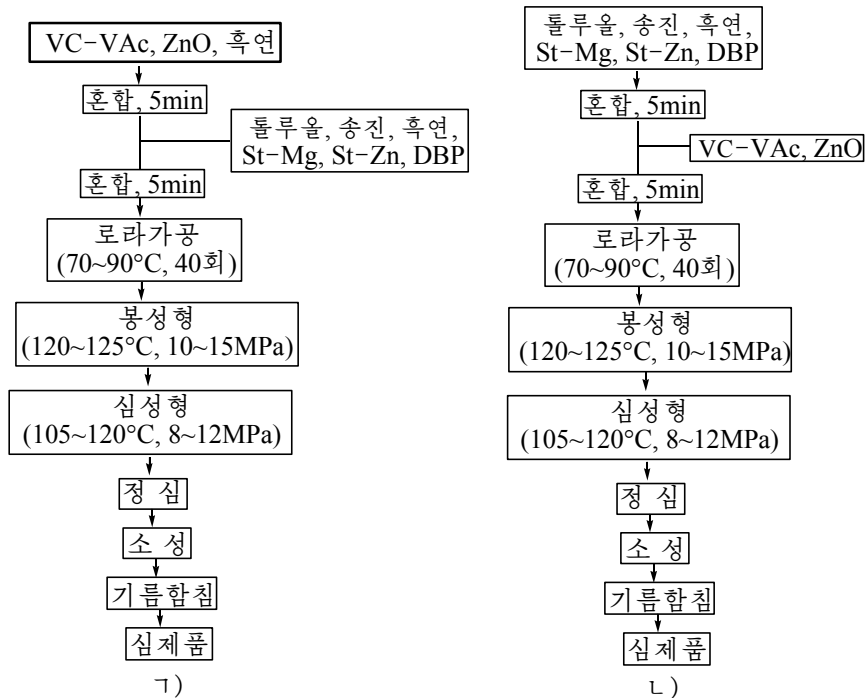 VC-VAc, ZnO, 흑연
혼합, 5min
톨루올, 송진, 흑연,
St-Mg, St-Zn, DBP
혼합, 5min
로라가공
(70~90°C, 40회)
봉성형
(120~125°C, 10~15MPa)
심성형
(105~120°C, 8~12MPa)
정 심
소 성
기름함침
심제품
ㄱ)
톨루올, 송진, 흑연,
St-Mg, St-Zn, DBP
혼합, 5min
VC-VAc, ZnO
혼합, 5min
로라가공
(70~90°C, 40회)
봉성형
(120~125°C, 10~15MPa)
심성형
(105~120°C, 8~12MPa)
정 심
소 성
기름함침
심제품
ㄴ)